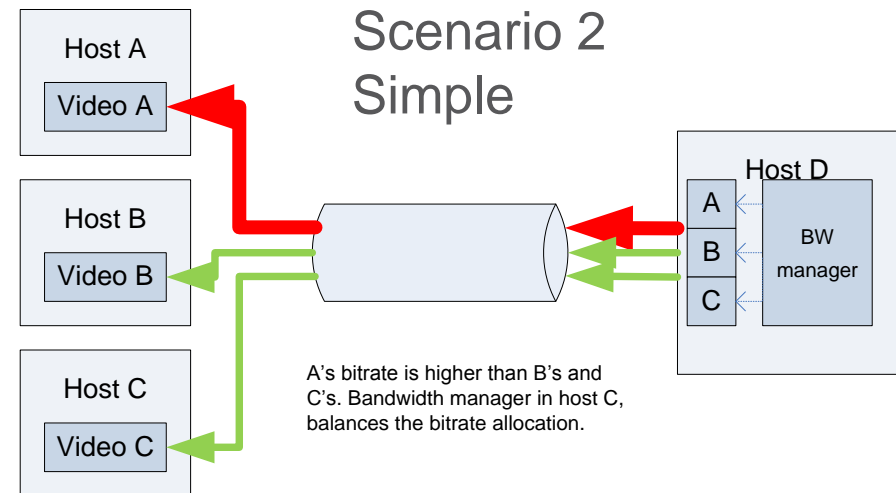 Scenario 2
Simple
Host A
Video A
Host B
Video B
Host C
Video C
Host D
A
B
C
BW
manager
A's bitrate is higher than B's and
C's. Bandwidth manager in host C,
balances the bitrate allocation.